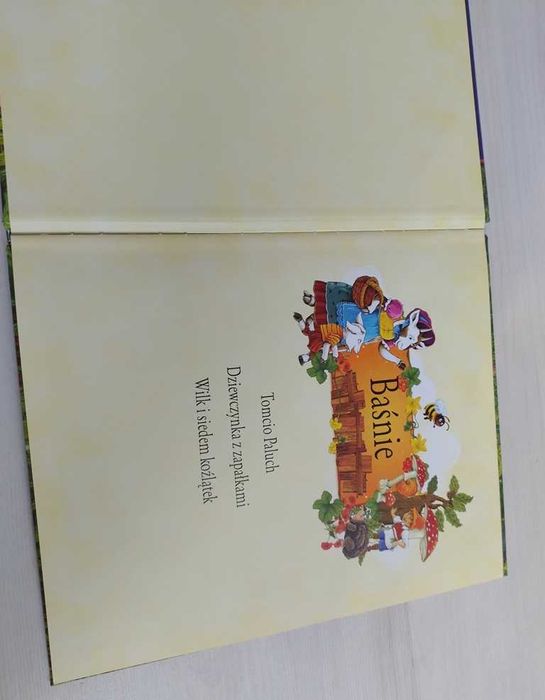 Baśnie
Tomcio Paluch
Dziewczynka z zapałkami
Wilk i siedem koźlątek